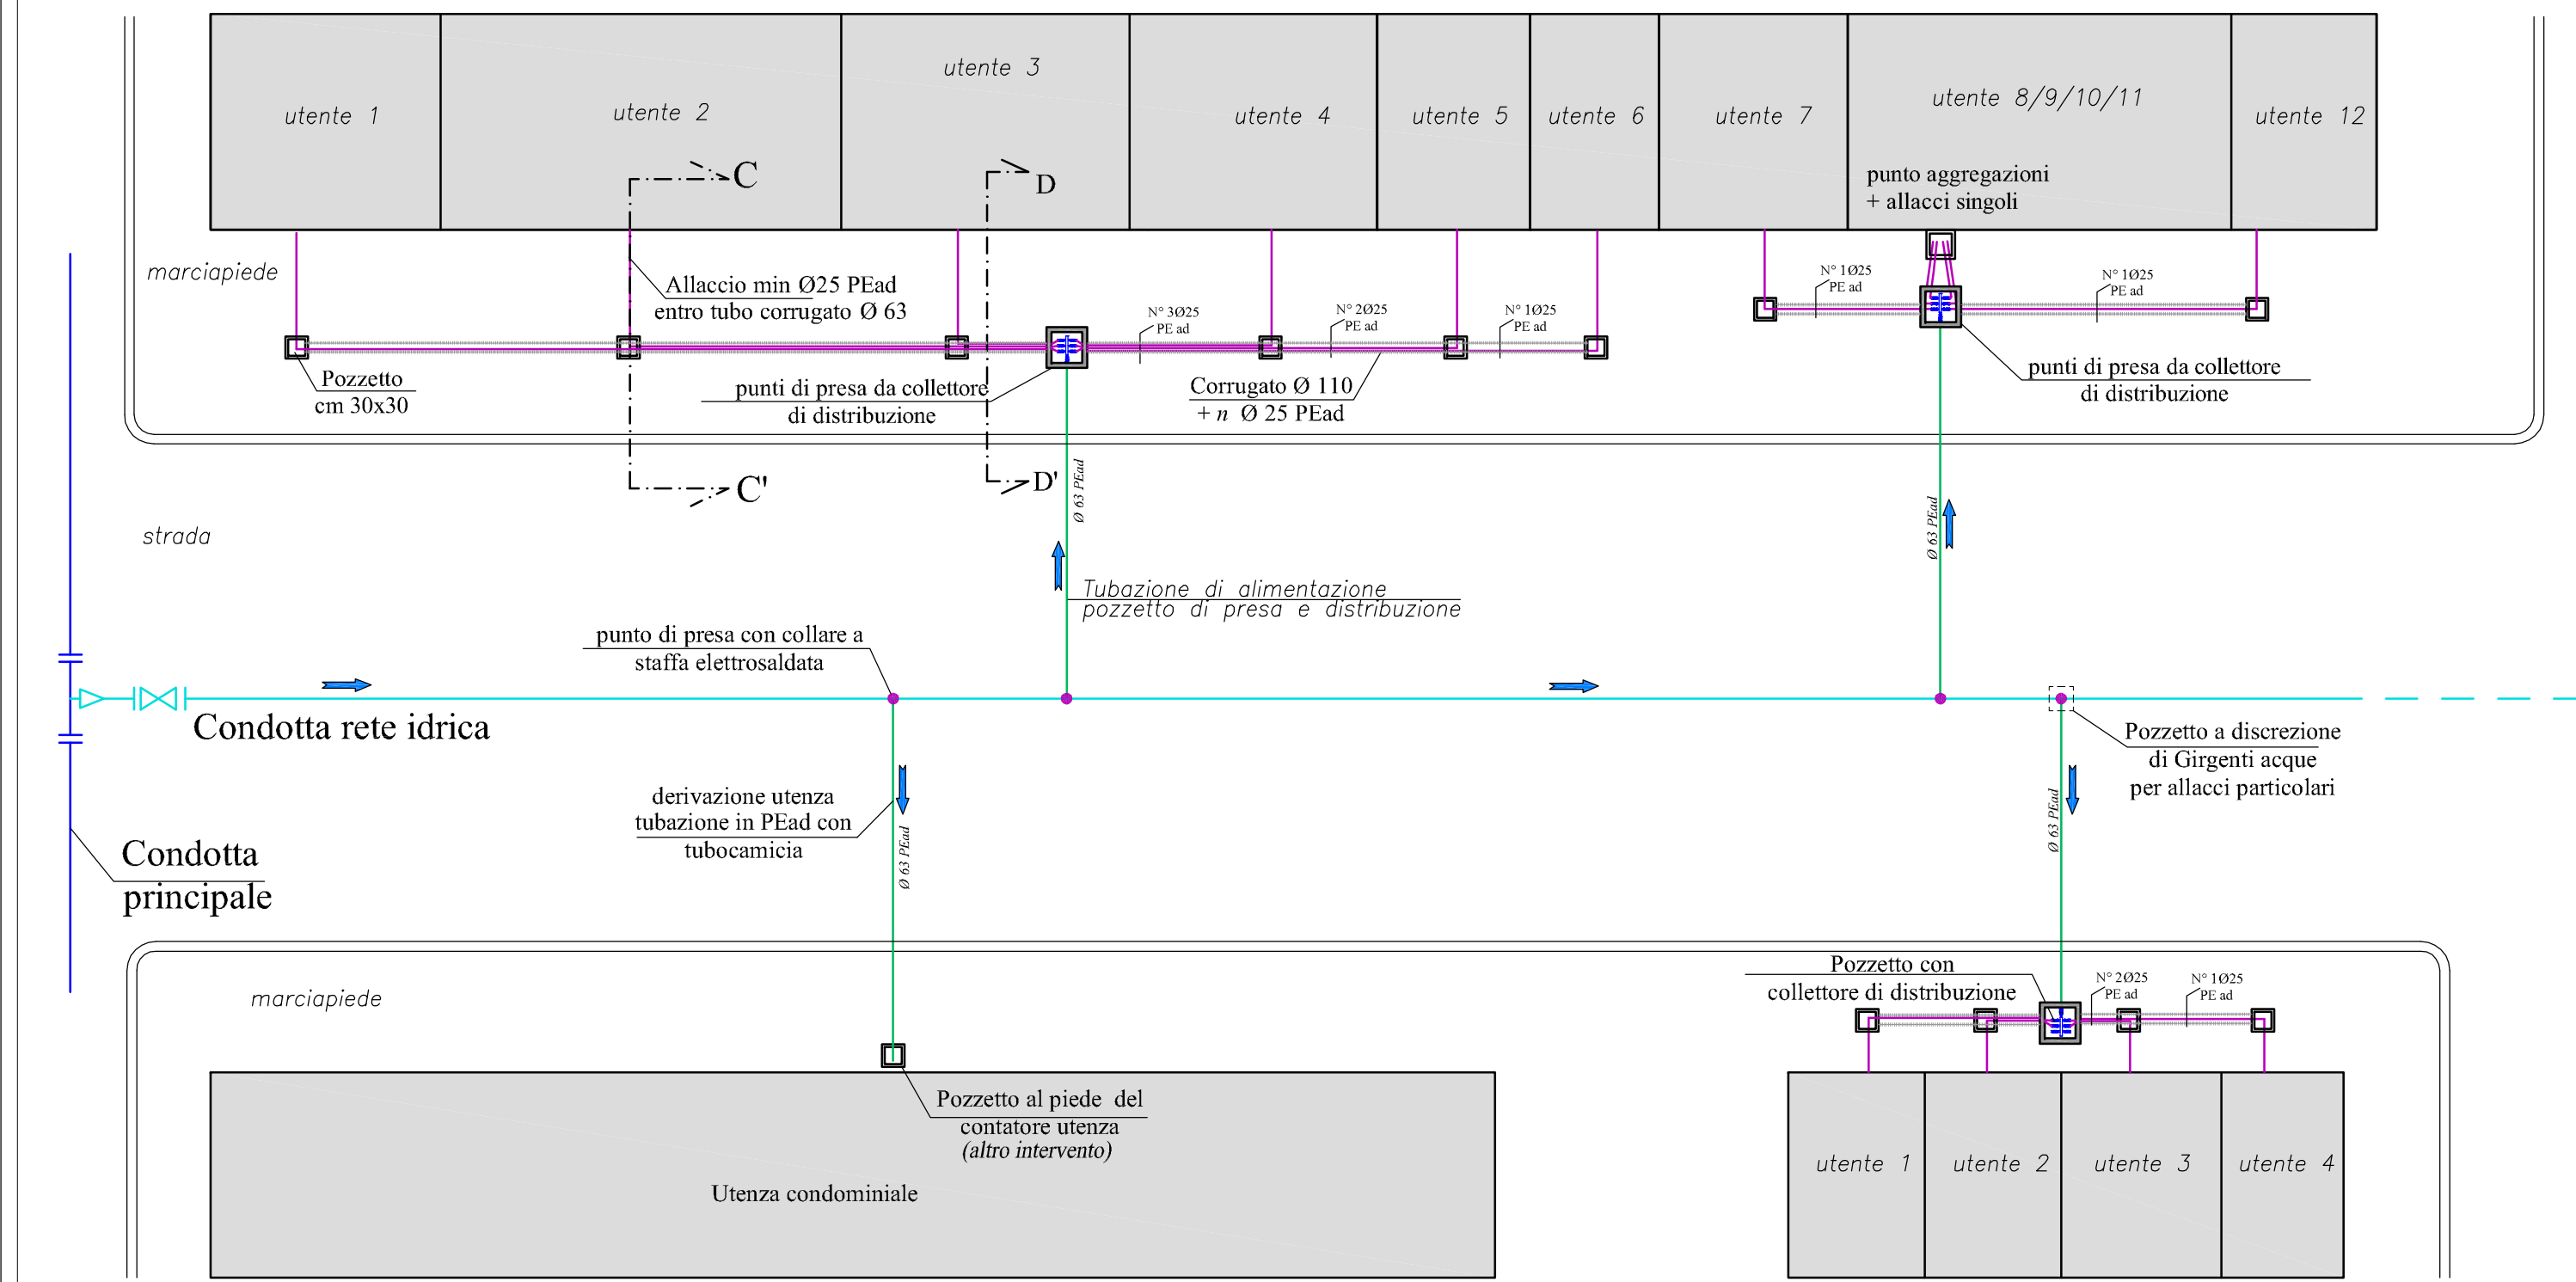 utente 1
utente 2
utente 3
utente 4
utente 5
utente 6
utente 7
utente 8/9/10/11
utente 12
punto aggregazioni
+ allacci singoli
C
D
marciapiede
Allaccio min Ø25 PEad
entro tubo corrugato Ø 63
N° 3Ø25
PE ad
N° 2Ø25
PE ad
N° 1Ø25
PE ad
N° 1Ø25
PE ad
N° 1Ø25
PE ad
Pozzetto
cm 30x30
punti di presa da collettore
di distribuzione
Corrugato Ø 110
+ n Ø 25 PEad
punti di presa da collettore
di distribuzione
C'
D'
Ø 63 PEad
Ø 63 PEad
strada
Tubazione di alimentazione
pozzetto di presa e distribuzione
punto di presa con collare a
staffa elettrosaldata
Condotta rete idrica
Pozzetto a discrezione
di Girgenti acque
per allacci particolari
derivazione utenza
tubazione in PEad con
tubocamicia
Ø 63 PEad
Ø 63 PEad
Condotta
principale
marciapiede
Pozzetto con
collettore di distribuzione
N° 2Ø25
PE ad
N° 1Ø25
PE ad
Pozzetto al piede del
contatore utenza
(altro intervento)
Utenza condominiale
utente 1
utente 2
utente 3
utente 4